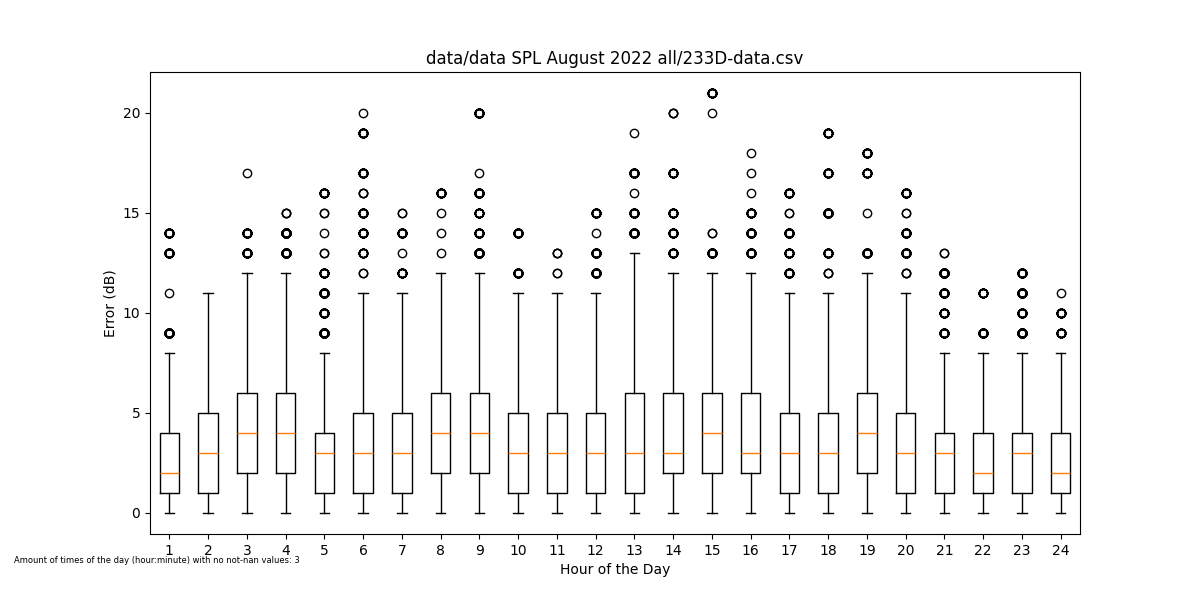 data/data SPL August 2022 all/233D-data.csv
20
15
10
5
0
Error (dB)
1 2 3 4 5 6 7 8 9 10 11 12 13 14 15 16 17 18 19 20 21 22 23 24
Amount of times of the day (hour:minute) with no not-nan values: 3
Hour of the Day